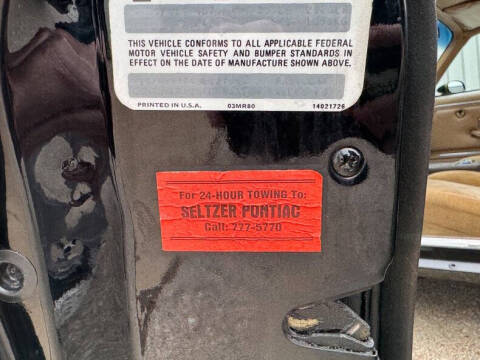 THIS VEHICLE CONFORMS TO ALL APPLICABLE FEDERAL
MOTOR VEHICLE SAFETY AND BUMPER STANDARDS IN
EFFECT ON THE DATE OF MANUFACTURE SHOWN ABOVE.
PRINTED IN U.S.A. 03MR80 14021726
For 24-HOUR TOWING To:
SELTZER PONTIAC
Call: 727-5770